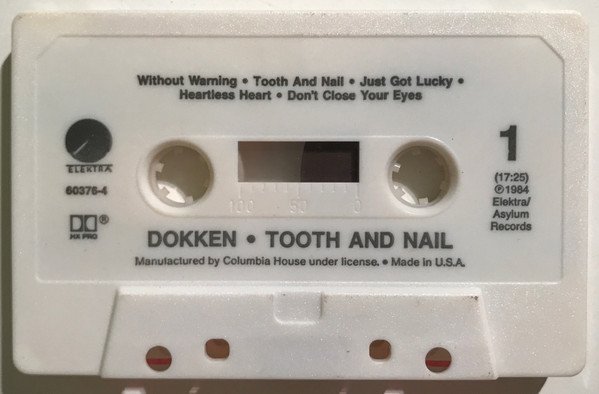 Without Warning • Tooth And Nail • Just Got Lucky •
Heartless Heart • Don't Close Your Eyes
ELEKTRA
60376-4
®
HX PRO
1
(17:25)
℗1984
Elektra/
Asylum
Records
100 50 0
DOKKEN • TOOTH AND NAIL
Manufactured by Columbia House under license. • Made in U.S.A.